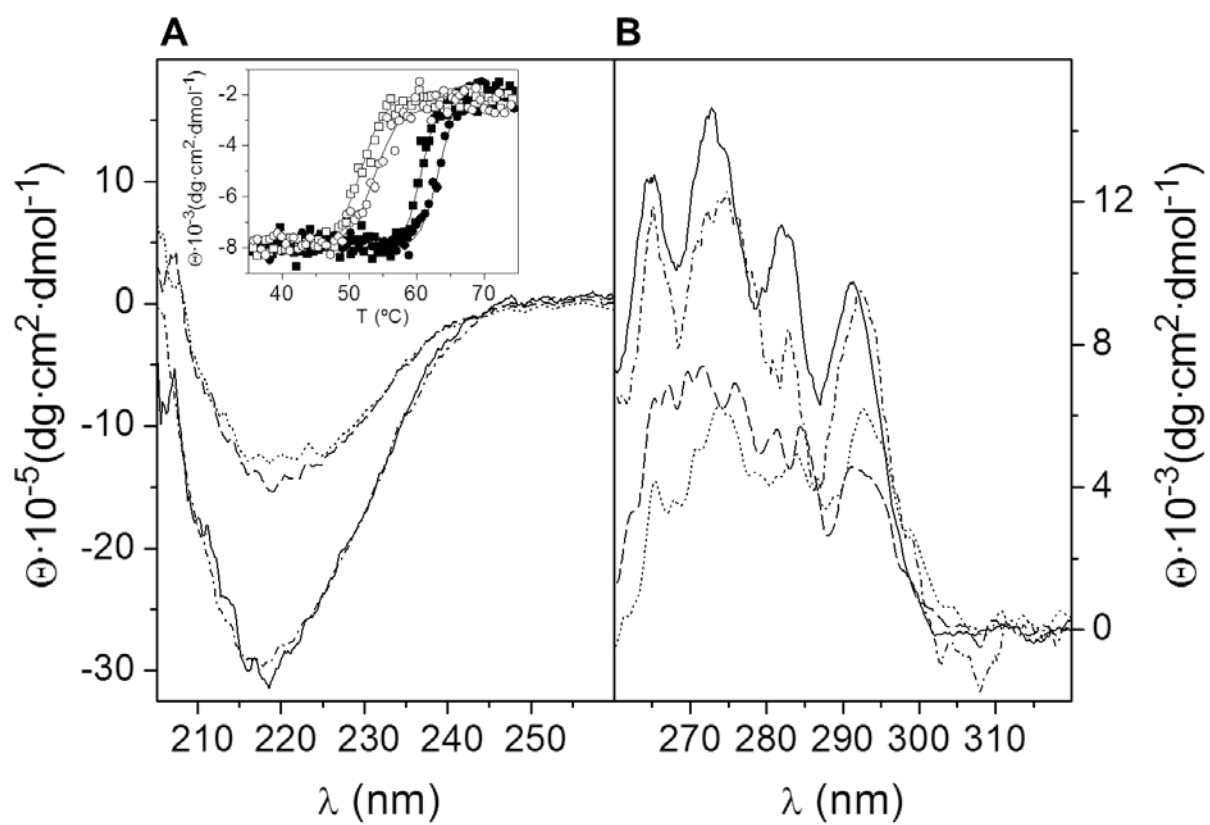 A
B
Θ·10⁻³(dg·cm²·dmol⁻¹)
-2
-4
-6
-8
40 50 60 70
T (ºC)
Θ·10⁻⁵(dg·cm²·dmol⁻¹)
10
0
-10
-20
-30
210 220 230 240 250
λ (nm)
12
8
4
0
Θ·10⁻³(dg·cm²·dmol⁻¹)
270 280 290 300 310
λ (nm)